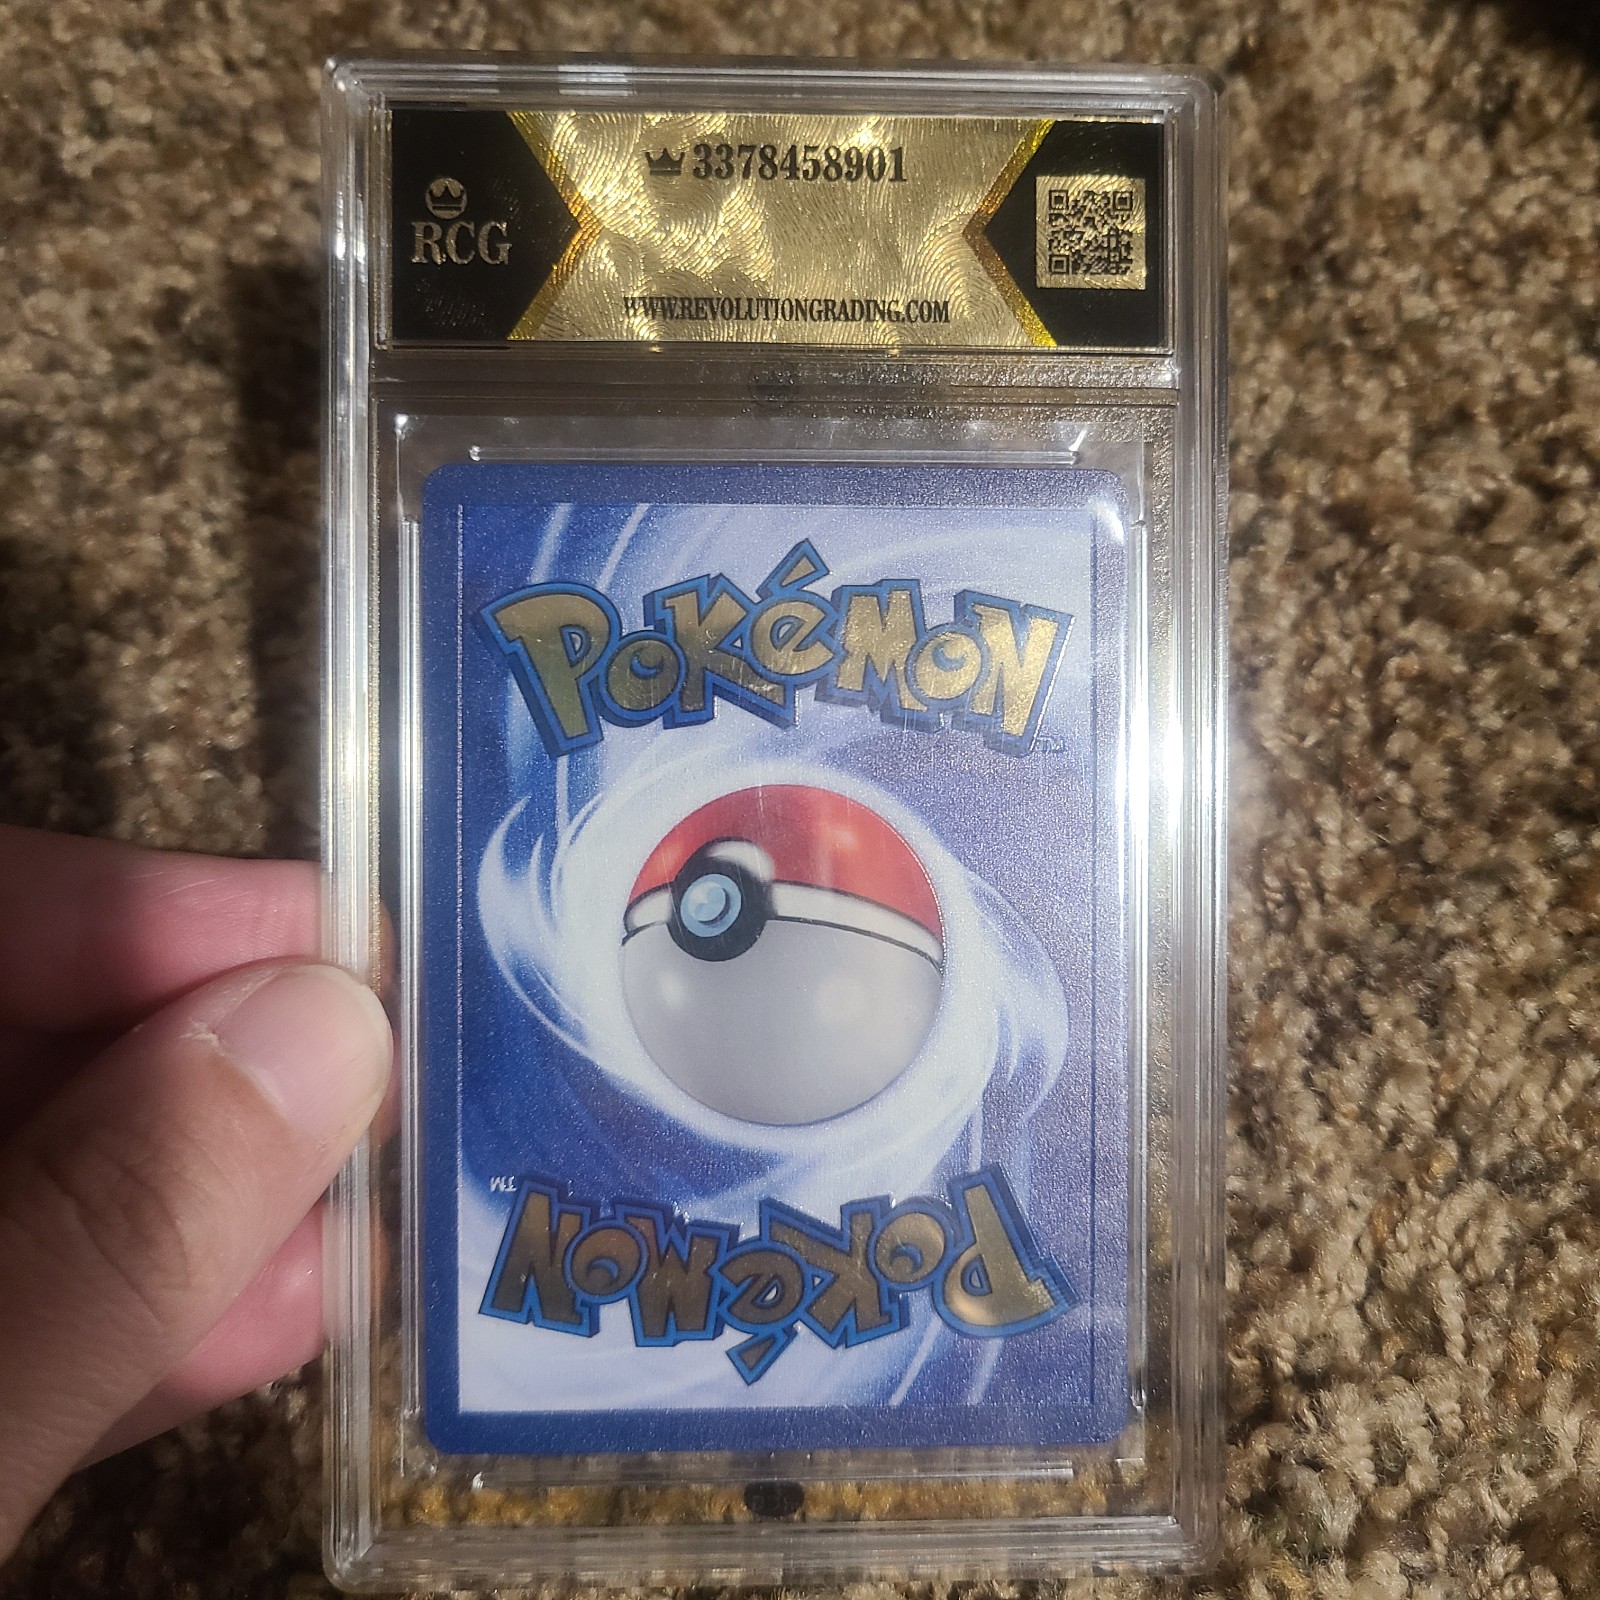 3378458901
RCG
WWW.REVOLUTIONGRADING.COM
POKéMON
TM
TM
POKéMON